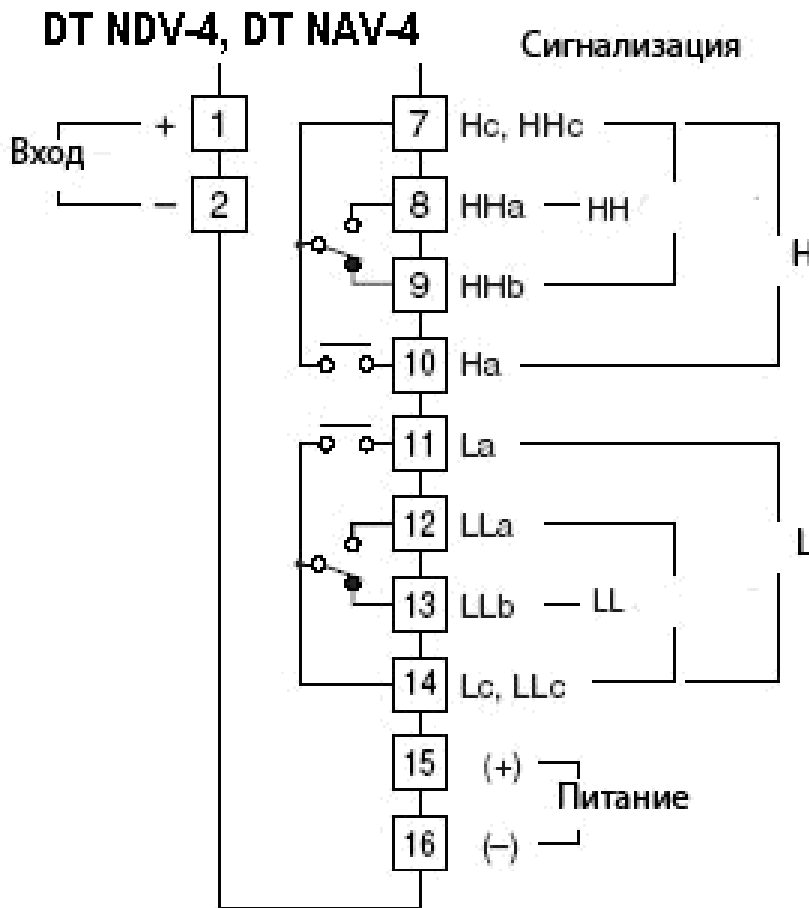 DT NDV-4, DT NAV-4
Сигнализация
Вход
+ 1
− 2
7 Hc, HHc
8 HHa HH
9 HHb
H
10 Ha
11 La
12 LLa
L
13 LLb LL
14 Lc, LLc
15 (+)
Питание
16 (−)